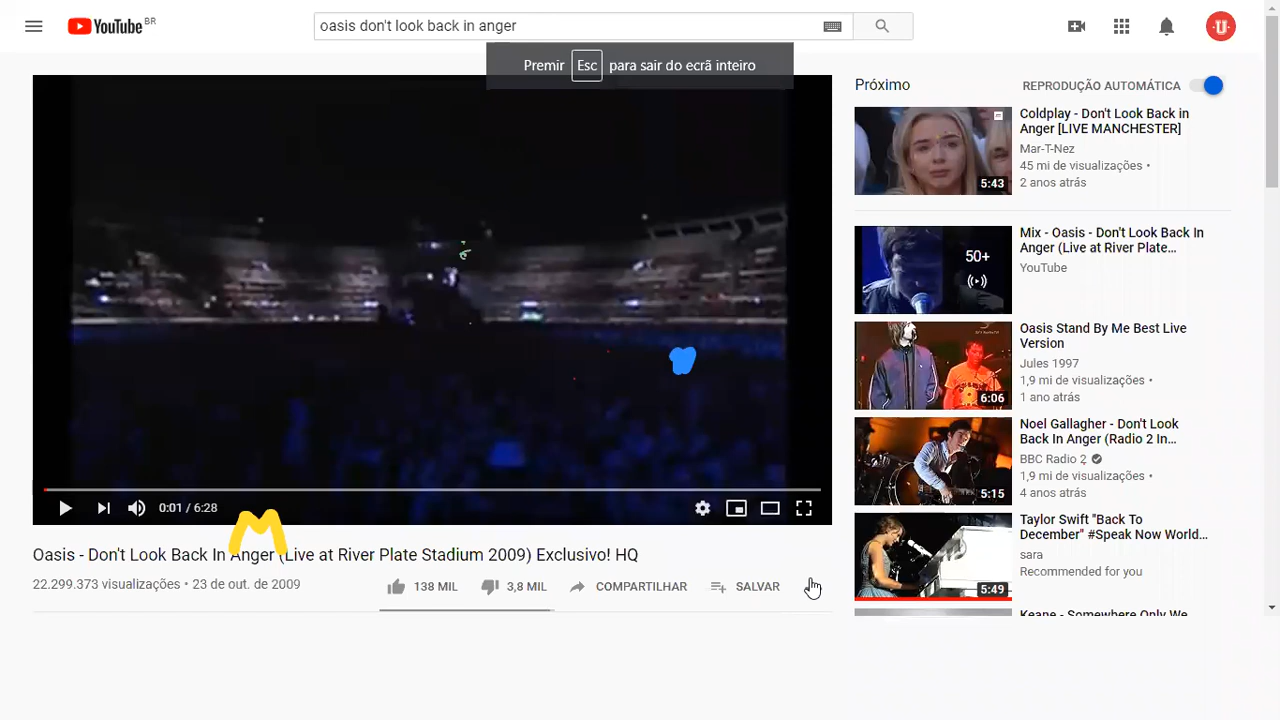 YouTube BR
oasis don't look back in anger
Premir Esc para sair do ecrã inteiro
0:01 / 6:28
M
Oasis - Don't Look Back In Anger (Live at River Plate Stadium 2009) Exclusivo! HQ
22.299.373 visualizações • 23 de out. de 2009
138 MIL
3,8 MIL
COMPARTILHAR
SALVAR
Próximo
REPRODUÇÃO AUTOMÁTICA
5:43
Coldplay - Don't Look Back in
Anger [LIVE MANCHESTER]
Mar-T-Nez
45 mi de visualizações •
2 anos atrás
50+
Mix - Oasis - Don't Look Back In
Anger (Live at River Plate...
YouTube
6:06
Oasis Stand By Me Best Live
Version
Jules 1997
1,9 mi de visualizações •
1 ano atrás
5:15
Noel Gallagher - Don't Look
Back In Anger (Radio 2 In...
BBC Radio 2
1,9 mi de visualizações •
4 anos atrás
5:49
Taylor Swift "Back To
December" #Speak Now World...
sara
Recommended for you
Keane - Somewhere Only We